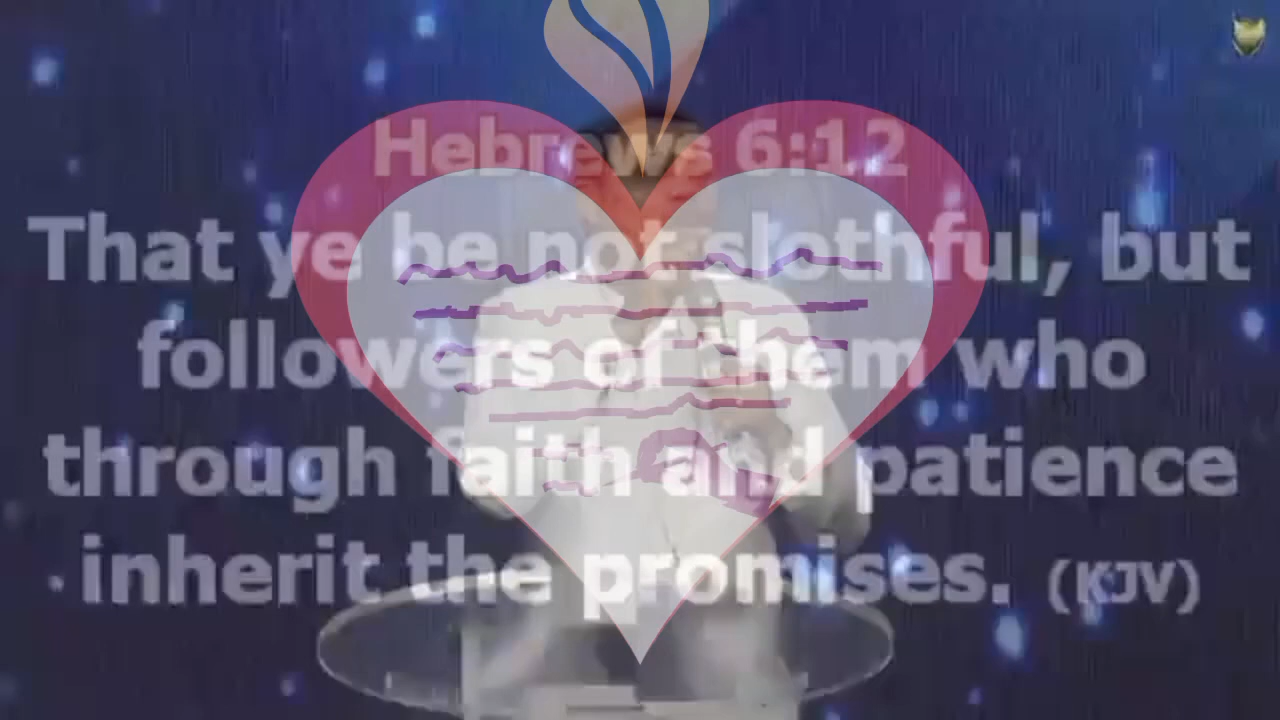 Hebrews 6:12
That ye be not slothful, but
followers of them who
through faith and patience
inherit the promises. (KJV)